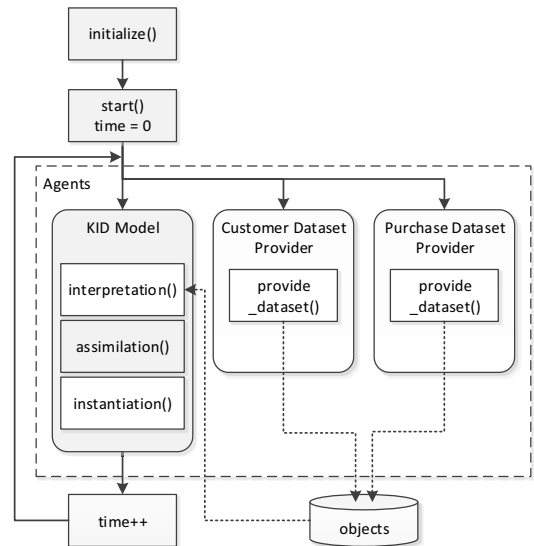 initialize()
start()
time = 0
Agents
KID Model
interpretation()
assimilation()
instantiation()
Customer Dataset
Provider
provide
_dataset()
Purchase Dataset
Provider
provide
_dataset()
time++
objects